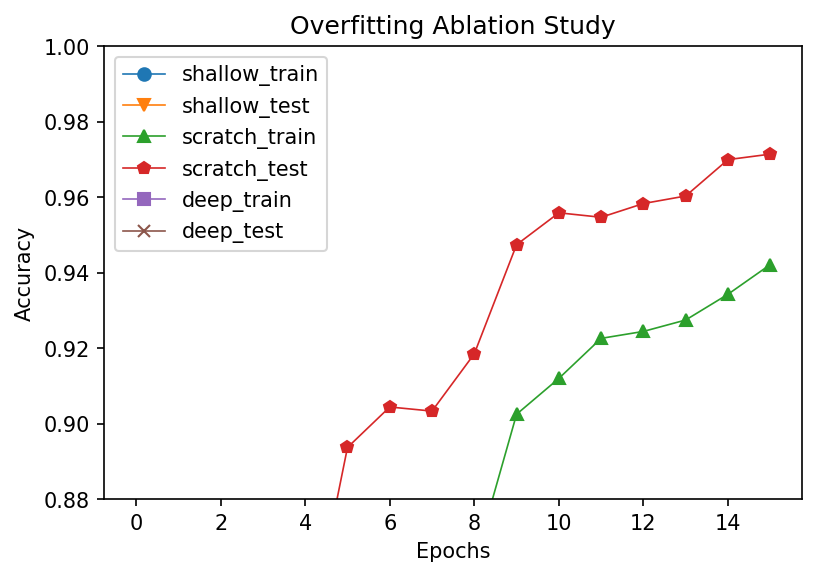 Overfitting Ablation Study
1.00
0.98
0.96
0.94
0.92
0.90
0.88
Accuracy
shallow_train
shallow_test
scratch_train
scratch_test
deep_train
deep_test
0 2 4 6 8 10 12 14
Epochs